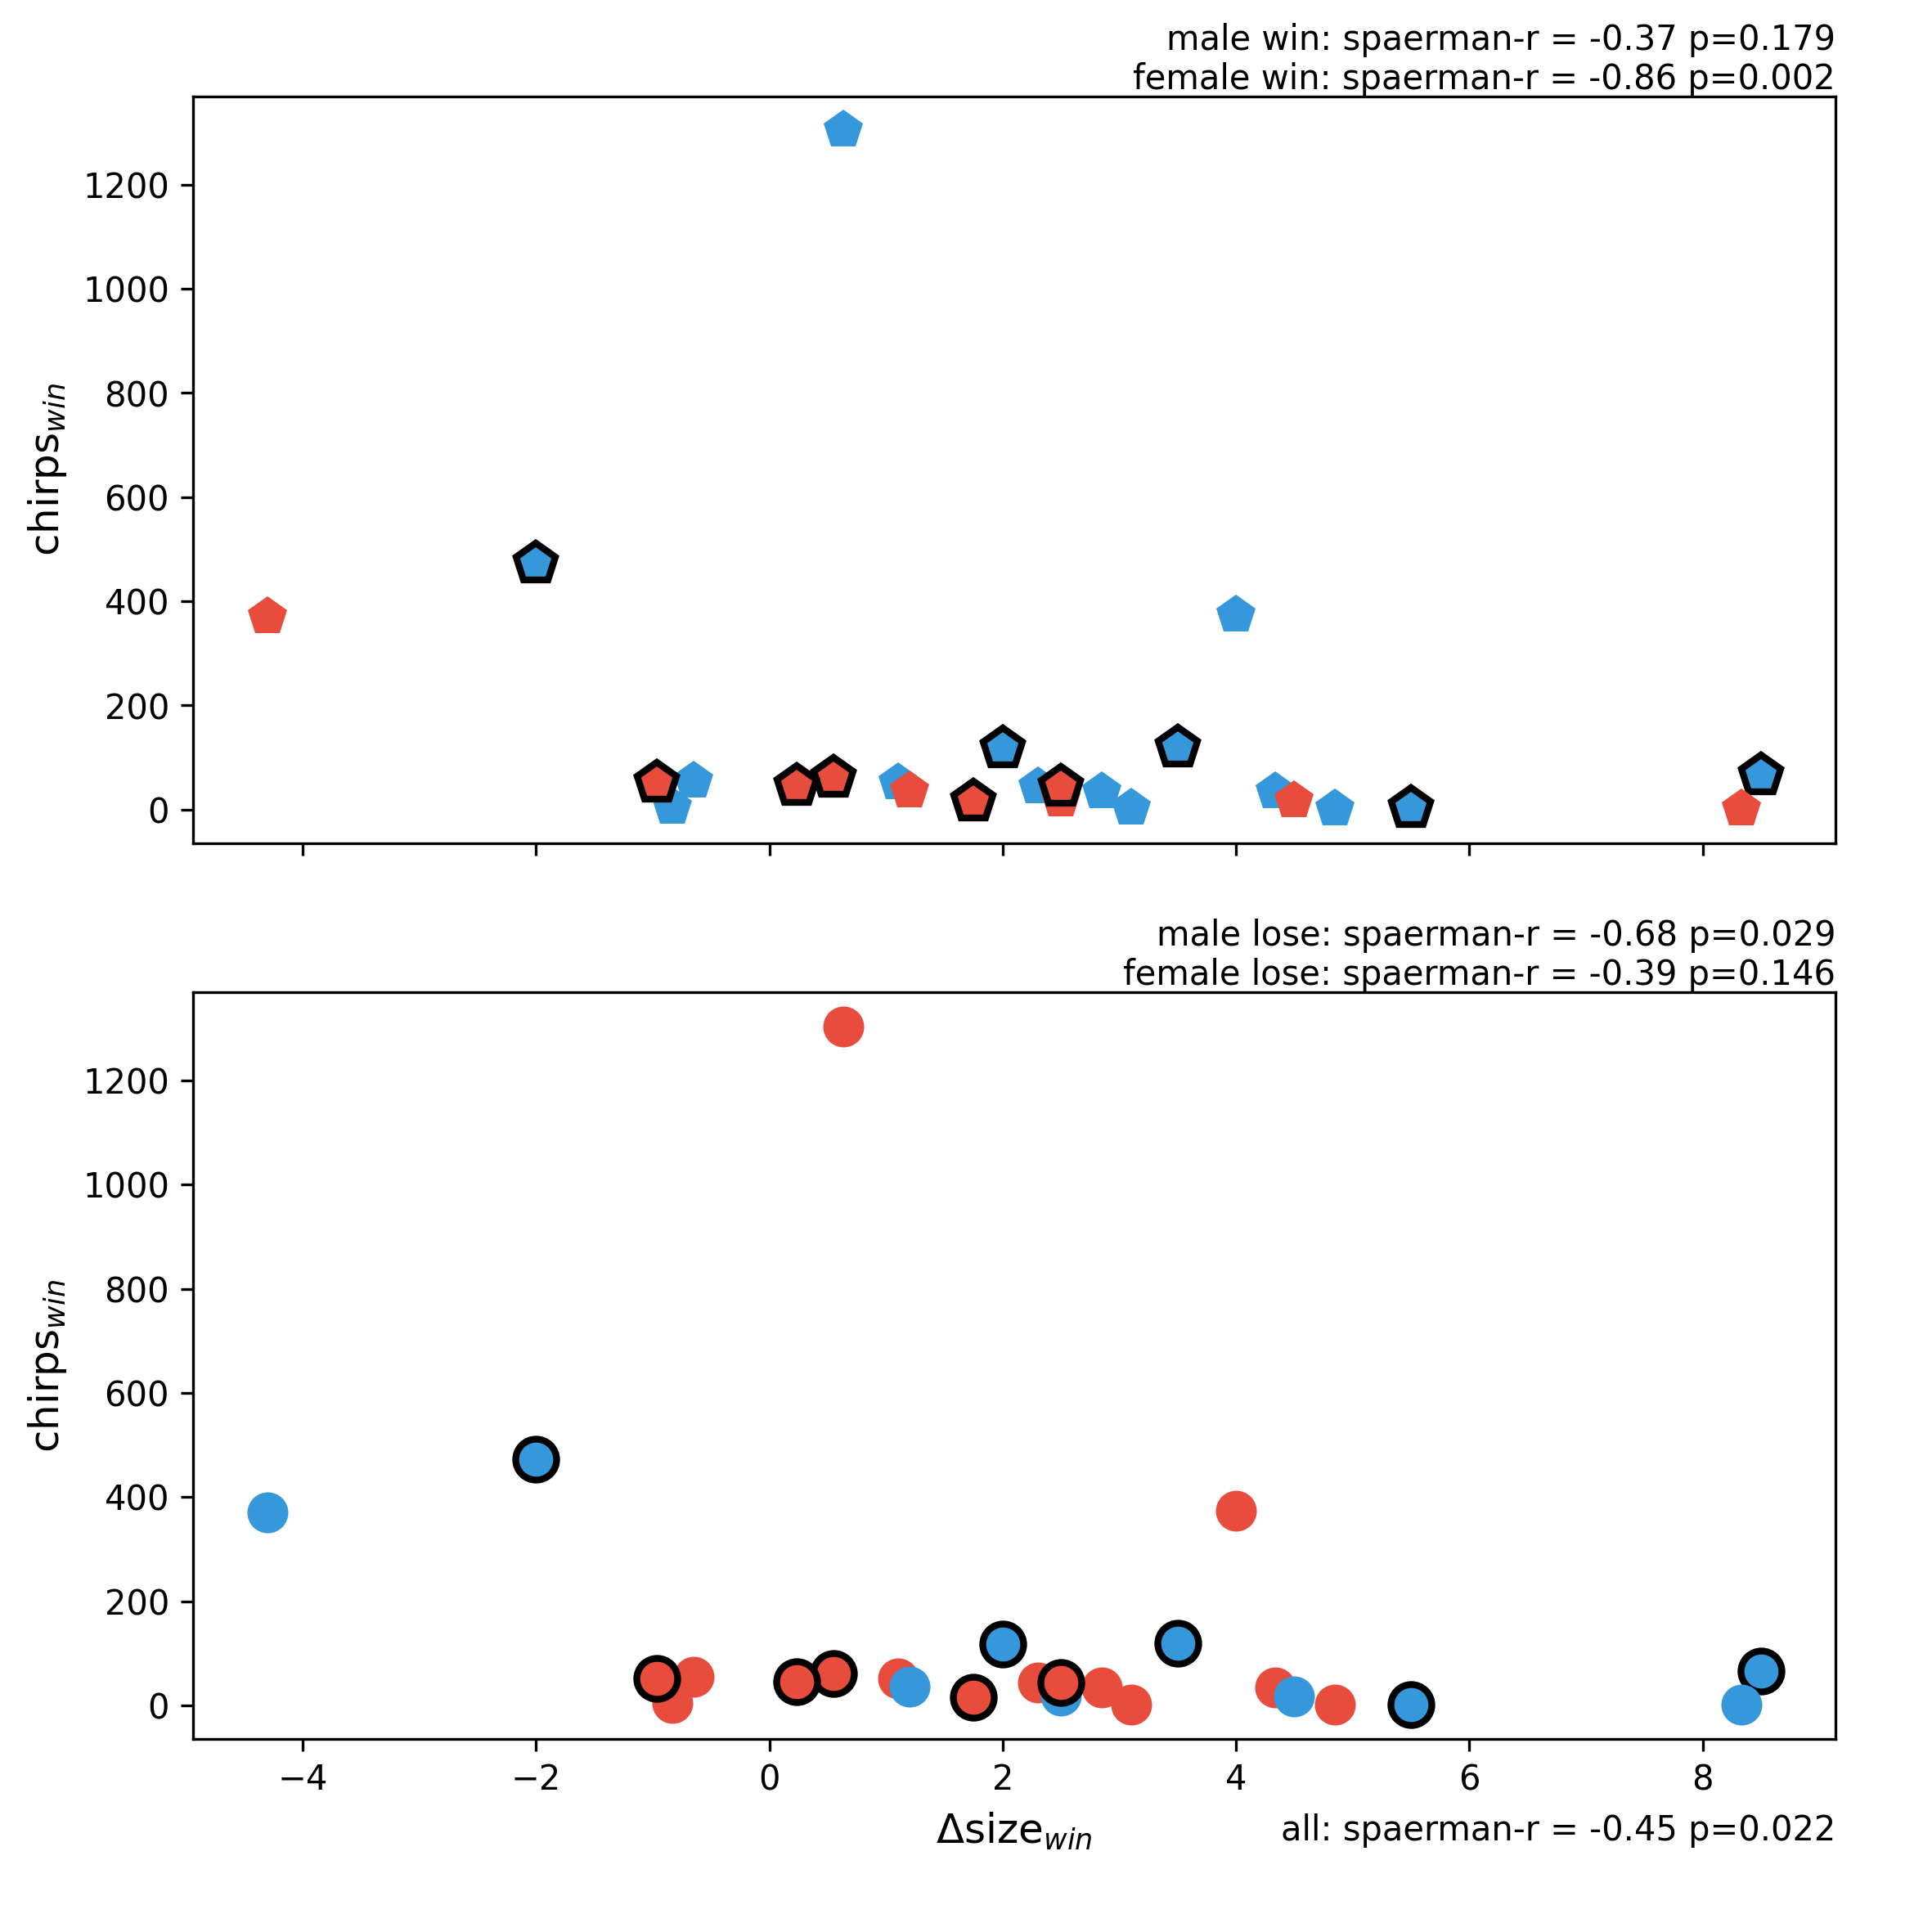 male win: spaerman-r = -0.37 p=0.179
female win: spaerman-r = -0.86 p=0.002
1200
1000
800
600
400
200
0
chirpswin
male lose: spaerman-r = -0.68 p=0.029
female lose: spaerman-r = -0.39 p=0.146
1200
1000
800
600
400
200
0
chirpswin
−4 −2 0 2 4 6 8
Δsizewin
all: spaerman-r = -0.45 p=0.022